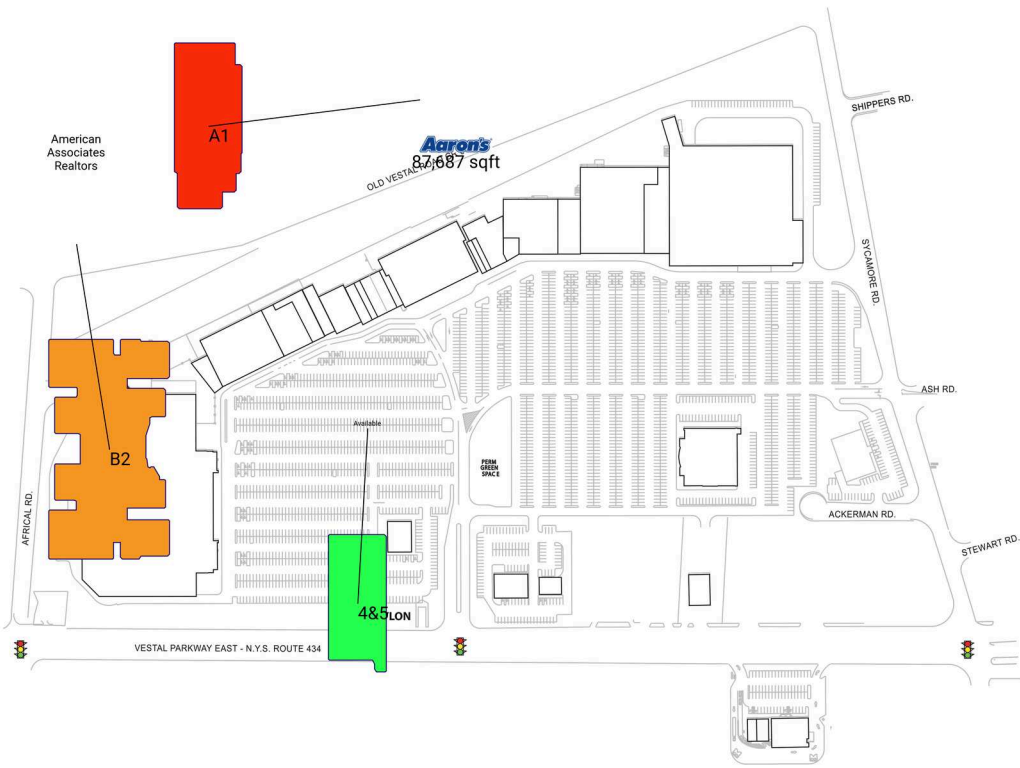 SHIPPERS RD.
A1
American
Associates
Realtors
Aaron's
87,687 sqft
OLD VESTAL
SYCAMORE RD.
ASH RD.
Available
B2
PERM
GREEN
SPACE
AFRICAL RD.
ACKERMAN RD.
STEWART RD.
4&5
LON
VESTAL PARKWAY EAST - N.Y.S. ROUTE 434